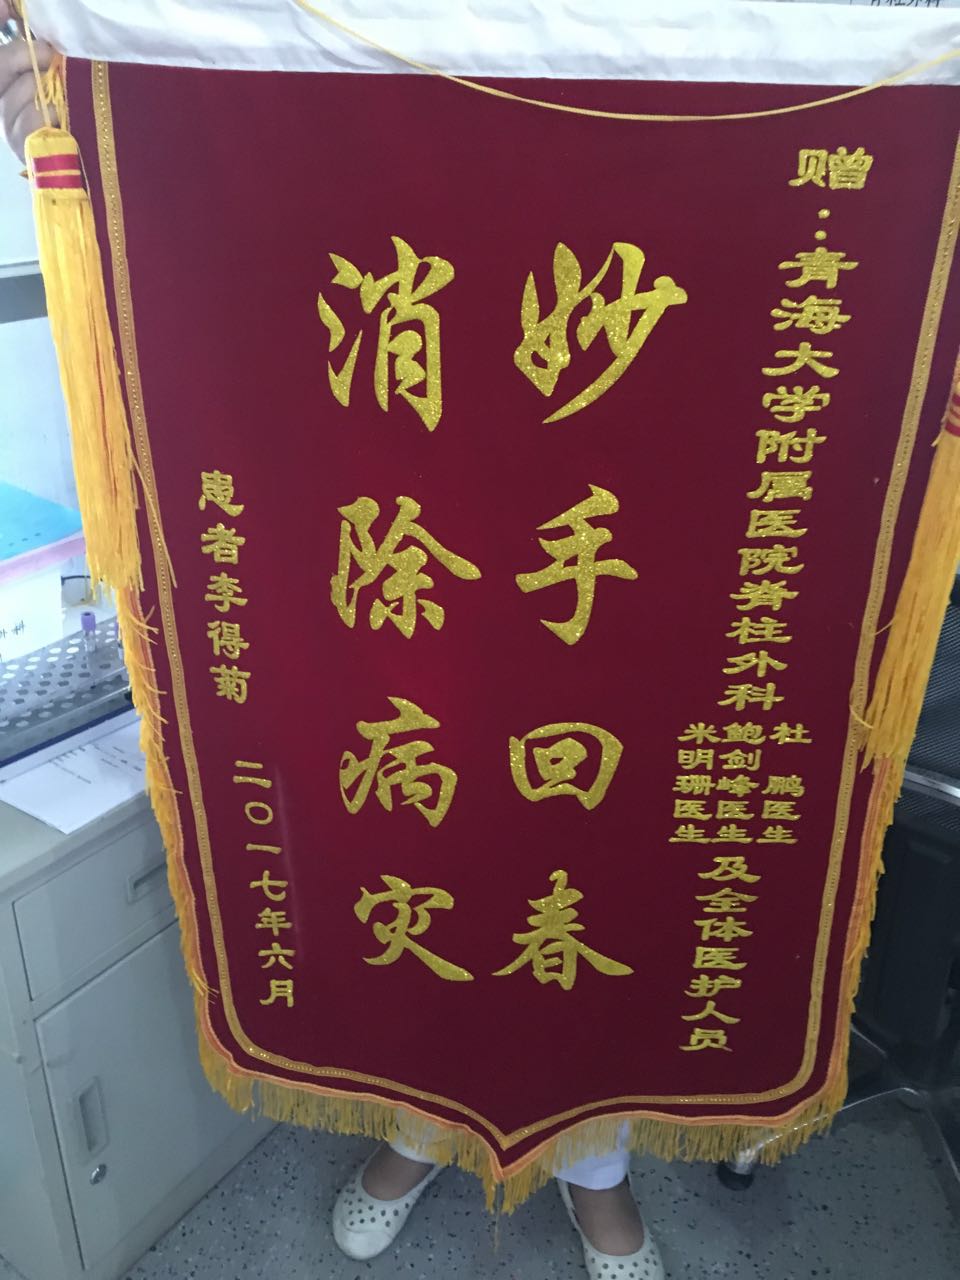 赠：青海大学附属医院脊柱外科
杜鹏医生
鲍剑峰医生
米明珊医生
及全体医护人员
妙手回春
消除病灾
患者李得菊
二〇一七年六月
外科